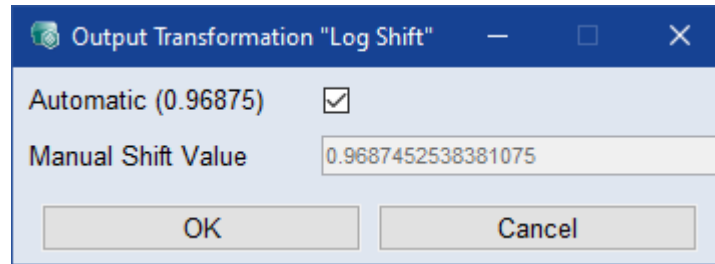 Output Transformation "Log Shift"
Automatic (0.96875)
Manual Shift Value 0.9687452538381075
OK Cancel